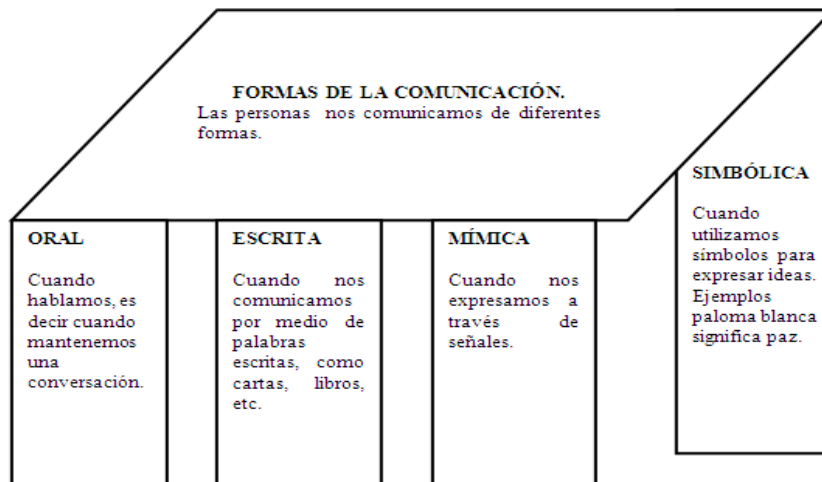 FORMAS DE LA COMUNICACIÓN.
Las personas nos comunicamos de diferentes
formas.
ORAL
Cuando
hablamos, es
decir cuando
mantenemos
una
conversación.
ESCRITA
Cuando nos
comunicamos
por medio de
palabras
escritas, como
cartas, libros,
etc.
MÍMICA
Cuando nos
expresamos a
través de
señales.
SIMBÓLICA
Cuando
utilizamos
símbolos para
expresar ideas.
Ejemplos
paloma blanca
significa paz.